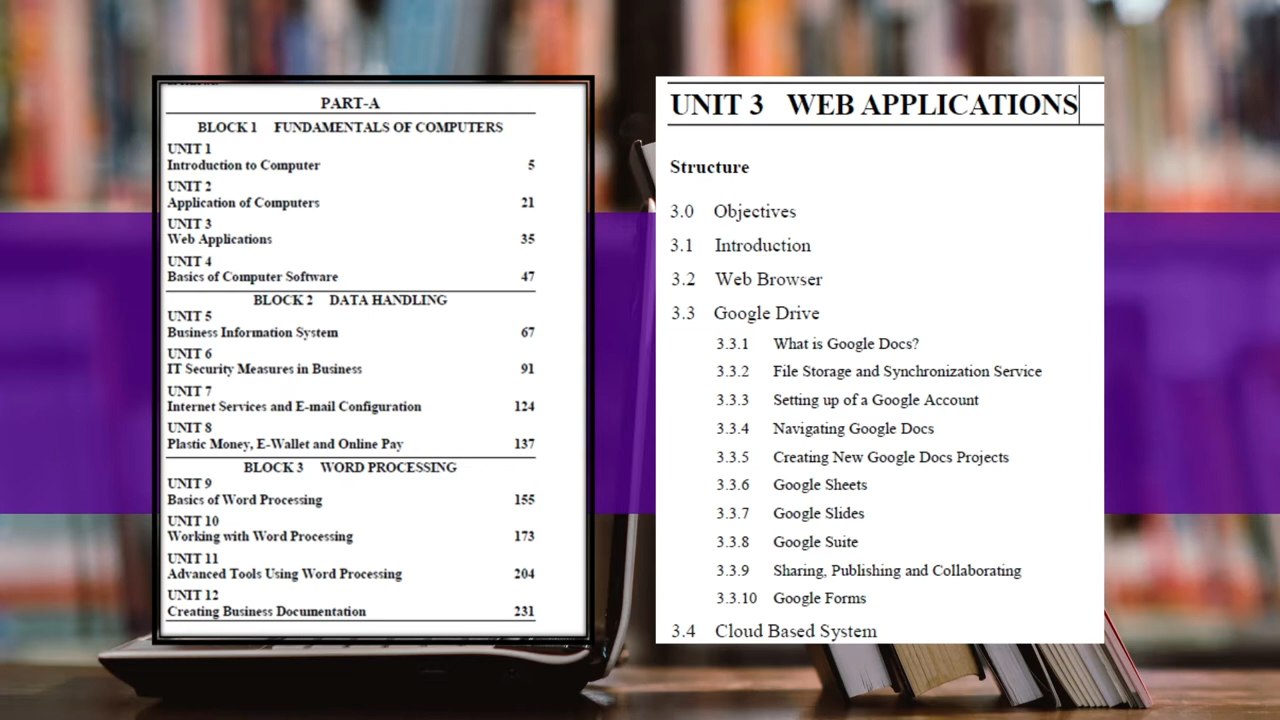 PART-A
BLOCK 1 FUNDAMENTALS OF COMPUTERS
UNIT 1
Introduction to Computer 5
UNIT 2
Application of Computers 21
UNIT 3
Web Applications 35
UNIT 4
Basics of Computer Software 47
BLOCK 2 DATA HANDLING
UNIT 5
Business Information System 67
UNIT 6
IT Security Measures in Business 91
UNIT 7
Internet Services and E-mail Configuration 124
UNIT 8
Plastic Money, E-Wallet and Online Pay 137
BLOCK 3 WORD PROCESSING
UNIT 9
Basics of Word Processing 155
UNIT 10
Working with Word Processing 173
UNIT 11
Advanced Tools Using Word Processing 204
UNIT 12
Creating Business Documentation 231
UNIT 3 WEB APPLICATIONS
Structure
3.0 Objectives
3.1 Introduction
3.2 Web Browser
3.3 Google Drive
3.3.1 What is Google Docs?
3.3.2 File Storage and Synchronization Service
3.3.3 Setting up of a Google Account
3.3.4 Navigating Google Docs
3.3.5 Creating New Google Docs Projects
3.3.6 Google Sheets
3.3.7 Google Slides
3.3.8 Google Suite
3.3.9 Sharing, Publishing and Collaborating
3.3.10 Google Forms
3.4 Cloud Based System